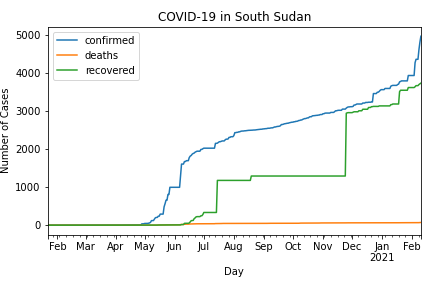 COVID-19 in South Sudan
confirmed
deaths
recovered
Number of Cases
5000
4000
3000
2000
1000
0
Feb Mar Apr May Jun Jul Aug Sep Oct Nov Dec Jan Feb
2021
Day